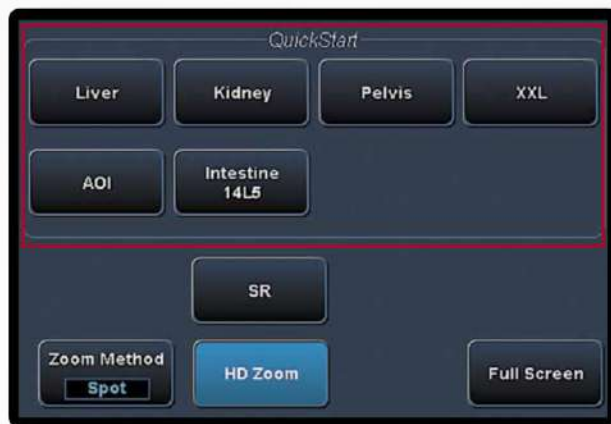 QuickStart
Liver
Kidney
Pelvis
XXL
AOI
Intestine
14L5
SR
Zoom Method
Spot
HD Zoom
Full Screen